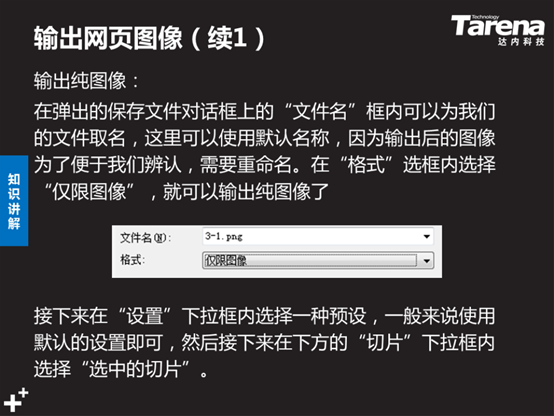 输出网页图像（续1）
Technology
Tarena
达内科技
输出纯图像：
在弹出的保存文件对话框上的“文件名”框内可以为我们
的文件取名，这里可以使用默认名称，因为输出后的图像
为了便于我们辨认，需要重命名。在“格式”选框内选择
“仅限图像”，就可以输出纯图像了
知识讲解
文件名(N): 3-1.png
格式: 仅限图像
接下来在“设置”下拉框内选择一种预设，一般来说使用
默认的设置即可，然后接下来在下方的“切片”下拉框内
选择“选中的切片”。